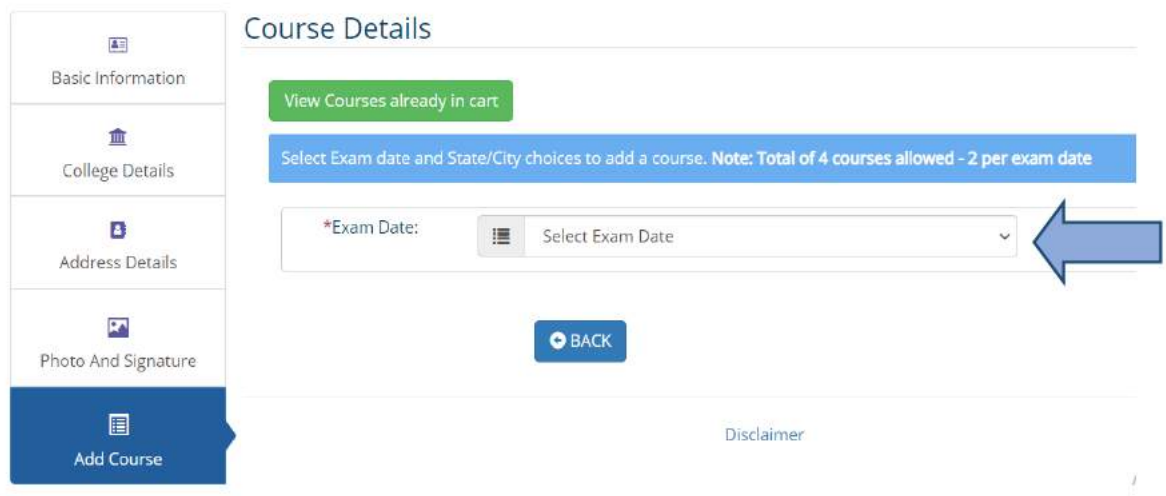 Course Details
Basic Information
College Details
Address Details
Photo And Signature
Add Course
View Courses already in cart
Select Exam date and State/City choices to add a course. Note: Total of 4 courses allowed - 2 per exam date
*Exam Date:
Select Exam Date
BACK
Disclaimer